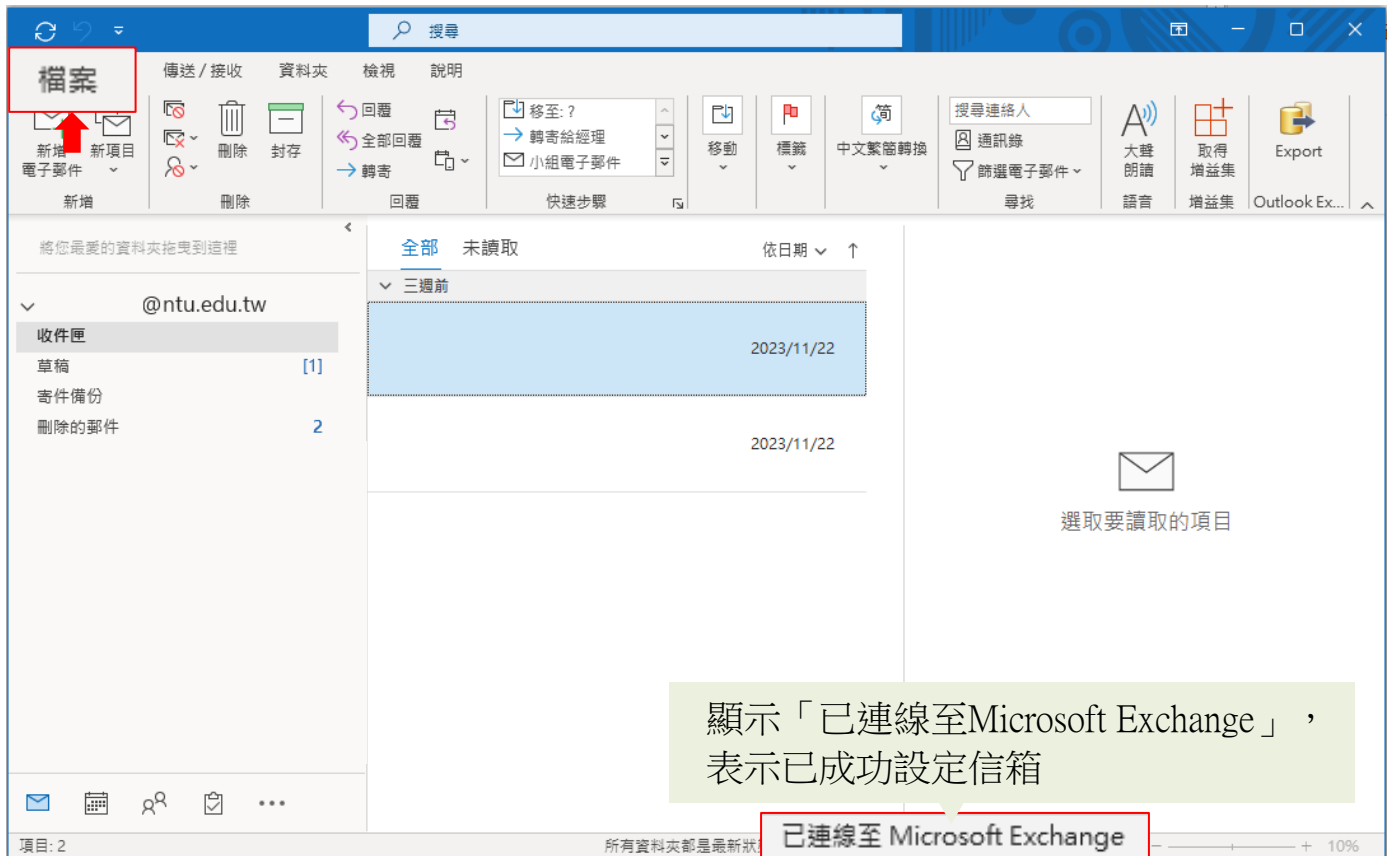 搜尋
檔案
傳送 / 接收 資料夾 檢視 說明
新增
電子郵件
新項目
刪除
封存
回覆
全部回覆
轉寄
移至: ?
轉寄給經理
小組電子郵件
移動
標籤
中文繁簡轉換
搜尋連絡人
通訊錄
篩選電子郵件
大聲
朗讀
取得
增益集
Export
新增 刪除 回覆 快速步驟 尋找 語音 增益集 Outlook Ex...
將您最愛的資料夾拖曳到這裡
全部 未讀取 依日期
三週前
@ntu.edu.tw
收件匣
草稿 [1]
寄件備份
刪除的郵件 2
2023/11/22
2023/11/22
選取要讀取的項目
顯示「已連線至Microsoft Exchange」，
表示已成功設定信箱
項目: 2
所有資料夾都是最新狀
已連線至 Microsoft Exchange
10%